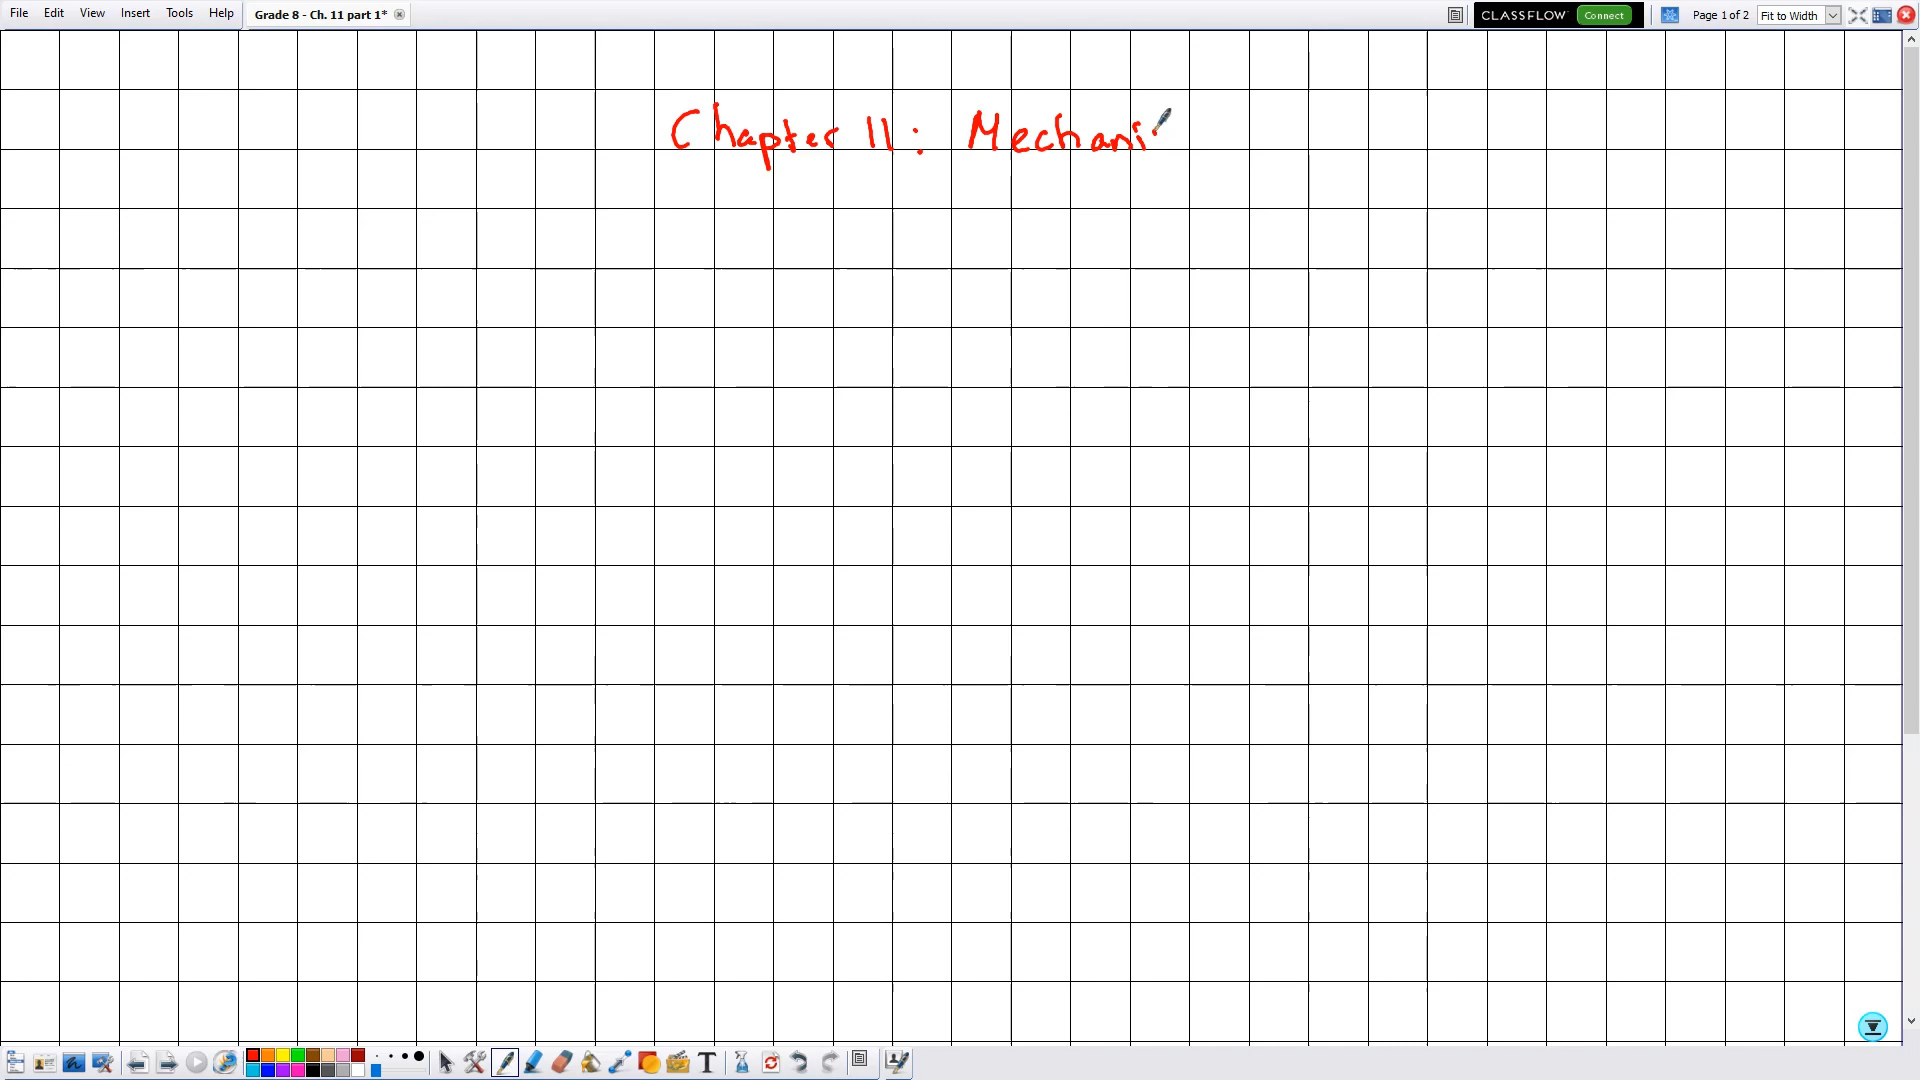 File Edit View Insert Tools Help Grade 8 - Ch. 11 part 1* CLASSFLOW Connect Page 1 of 2 Fit to Width
Chapter 11: Mechani
T